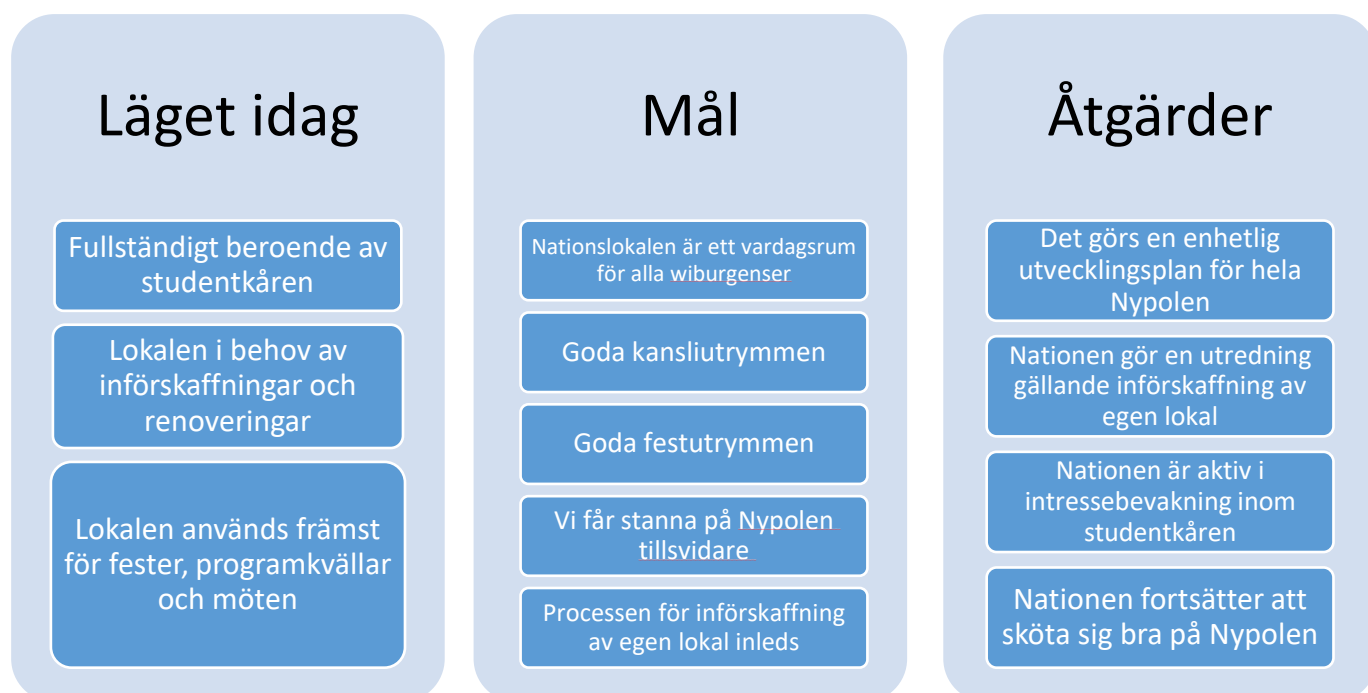 Läget idag
Fullständigt beroende av
studentkåren
Lokalen i behov av
införskaffningar och
renoveringar
Lokalen används främst
för fester, programkvällar
och möten
Mål
Nationslokalen är ett vardagsrum
för alla wiburgenser
Goda kansliutrymmen
Goda festutrymmen
Vi får stanna på Nypolen
tillsvidare
Processen för införskaffning
av egen lokal inleds
Åtgärder
Det görs en enhetlig
utvecklingsplan för hela
Nypolen
Nationen gör en utredning
gällande införskaffning av
egen lokal
Nationen är aktiv i
intressebevakning inom
studentkåren
Nationen fortsätter att
sköta sig bra på Nypolen